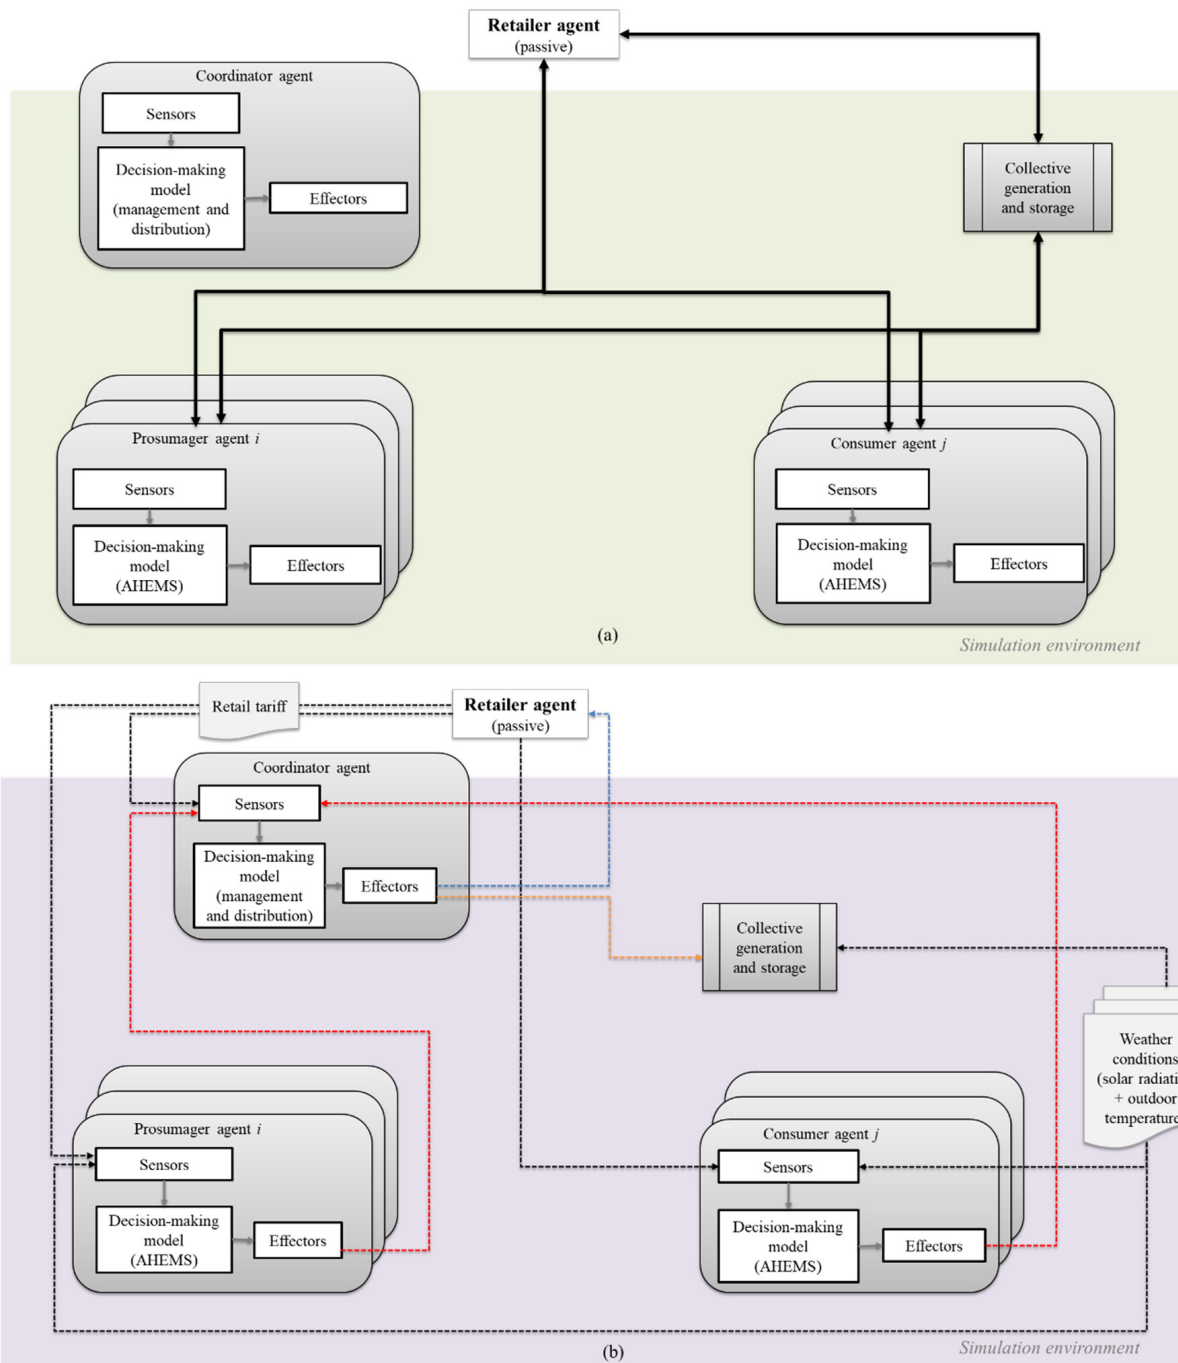 Retailer agent
(passive)
Coordinator agent
Sensors
Decision-making
model
(management and
distribution)
Effectors
Collective
generation
and storage
Prosumager agent i
Sensors
Decision-making
model
(AHEMS)
Effectors
Consumer agent j
Sensors
Decision-making
model
(AHEMS)
Effectors
(a)
Simulation environment
Retail tariff
Retailer agent
(passive)
Coordinator agent
Sensors
Decision-making
model
(management
and distribution)
Effectors
Collective
generation
and storage
Weather
conditions
(solar radiati
+ outdoor
temperature
Prosumager agent i
Sensors
Decision-making
model
(AHEMS)
Effectors
Consumer agent j
Sensors
Decision-making
model
(AHEMS)
Effectors
Simulation environment
(b)